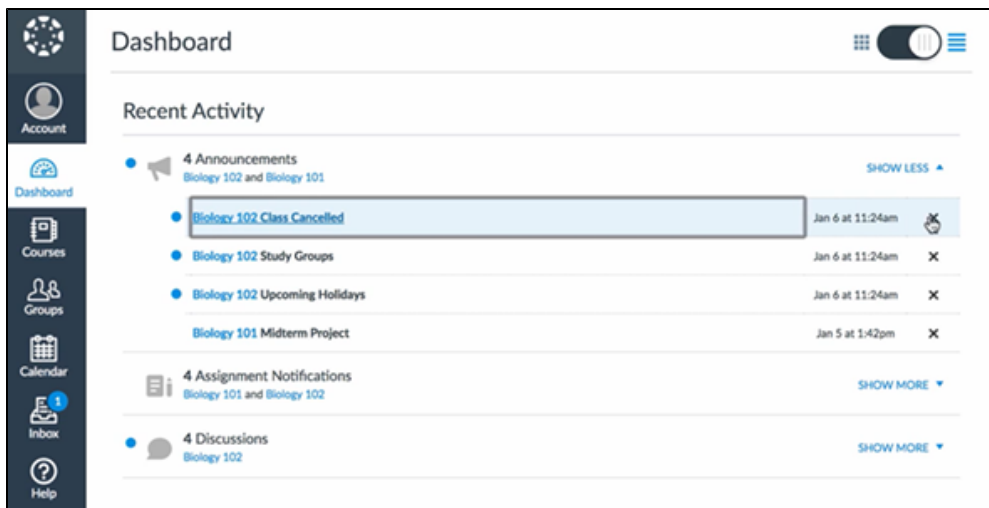 Dashboard
Account
Dashboard
Courses
Groups
Calendar
1
Inbox
Help
Recent Activity
4 Announcements
Biology 102 and Biology 101
SHOW LESS
Biology 102 Class Cancelled Jan 6 at 11:24am
Biology 102 Study Groups Jan 6 at 11:24am
Biology 102 Upcoming Holidays Jan 6 at 11:24am
Biology 101 Midterm Project Jan 5 at 1:42pm
4 Assignment Notifications
Biology 101 and Biology 102
SHOW MORE
4 Discussions
Biology 102
SHOW MORE